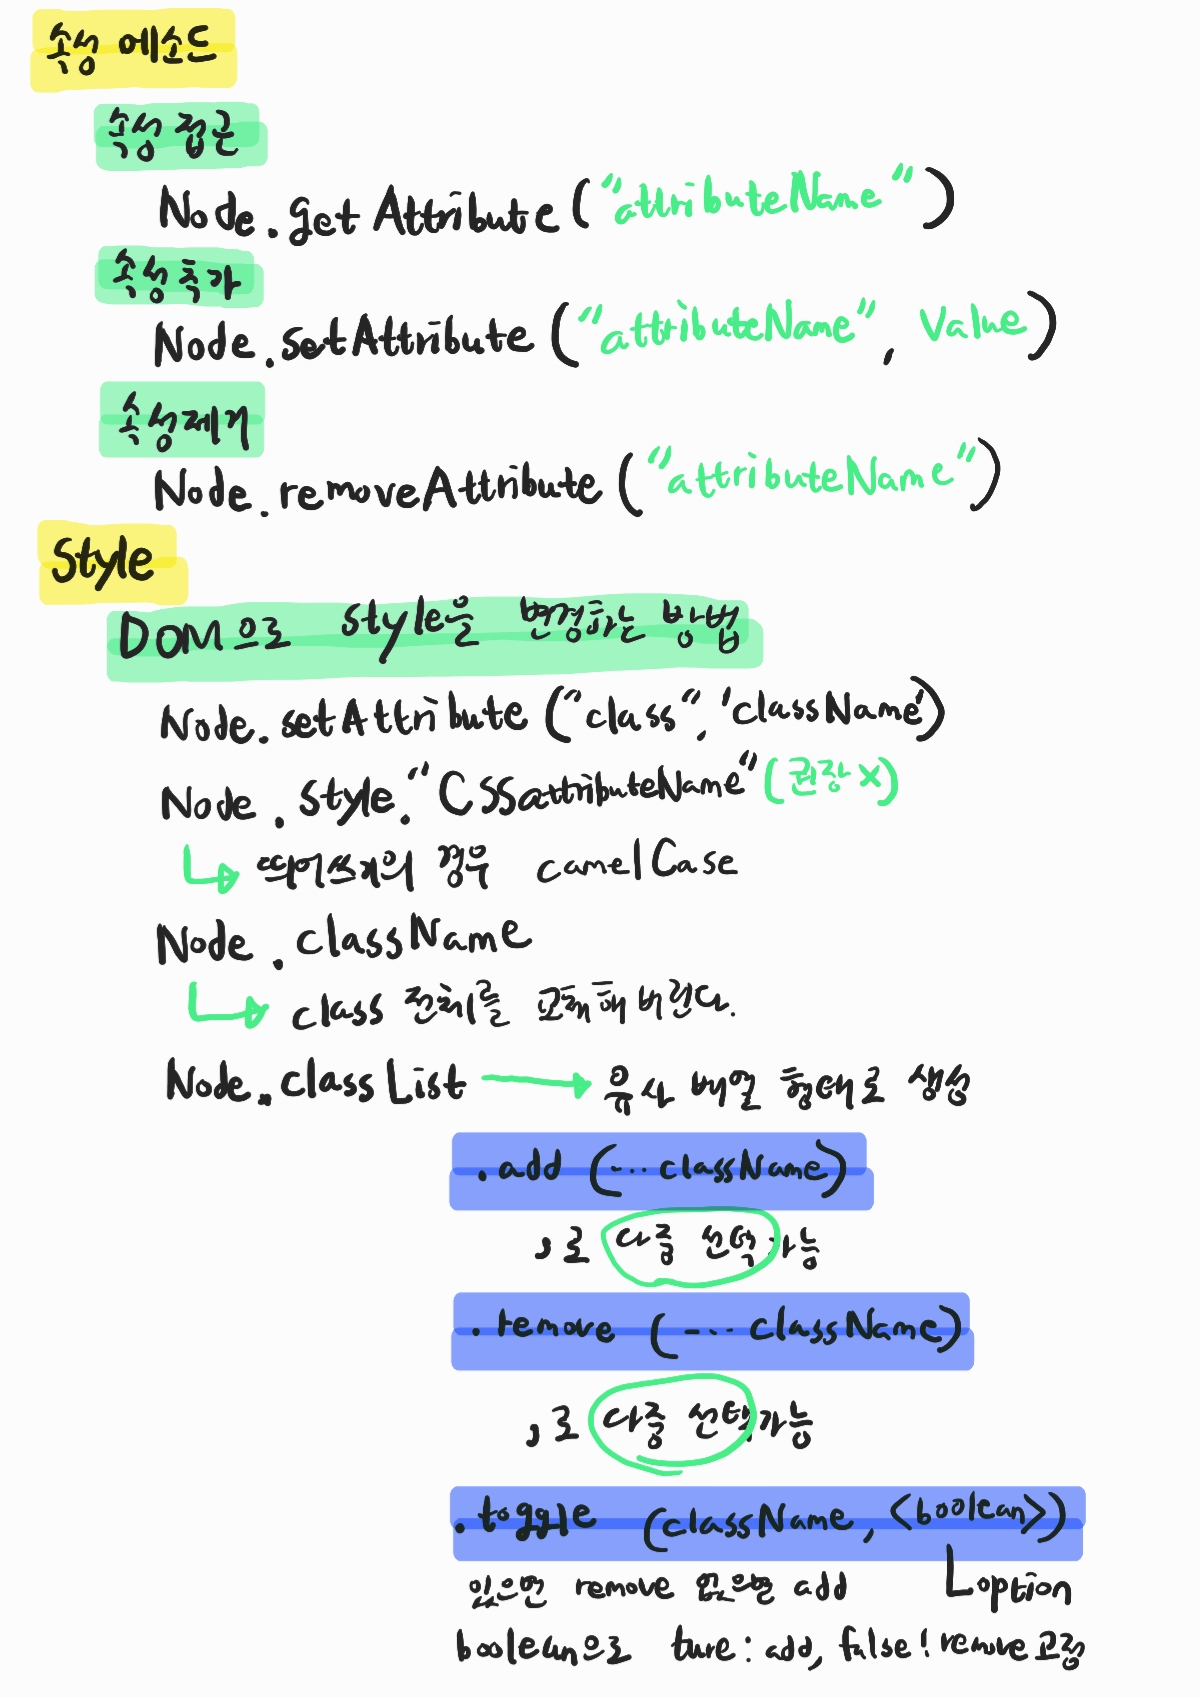 속성 메소드
속성 접근
Node.getAttribute("attributeName")
속성추가
Node.setAttribute("attributeName", Value)
속성제거
Node.removeAttribute("attributeName")
Style
DOM으로 style을 변경하는 방법
Node.setAttribute("class", 'className')
Node.style."CSSattributeName" (권장 X)
띄어쓰기의 경우 camelCase
Node.className
class 전체를 교체해 버린다.
Node.classList → 유사 배열 형태로 생성
.add (...className)
,로 다중 선택가능
.remove (....className)
,로 다중 선택가능
.toggle (className, <boolean>)
있으면 remove 없으면 add option
boolean으로 ture: add, false: remove 고정